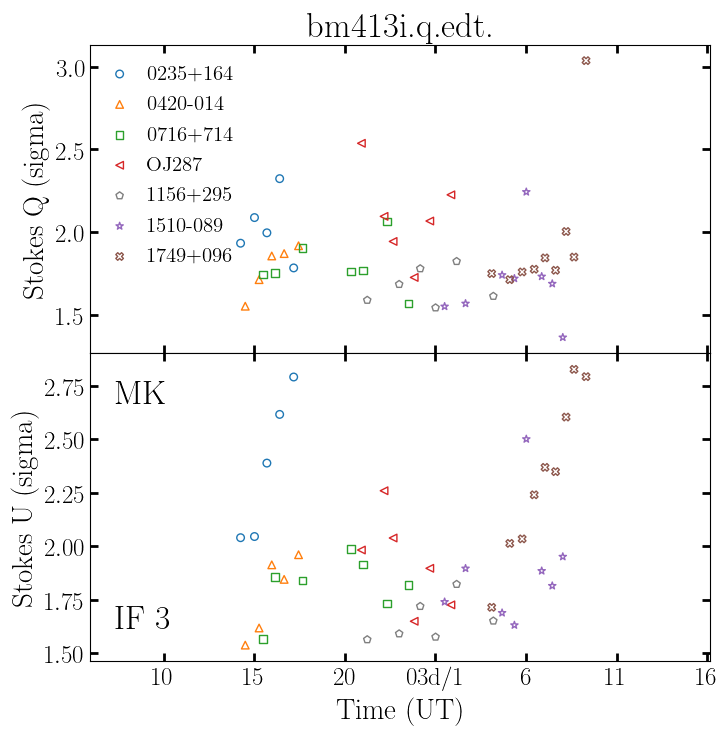 bm413i.q.edt.
Stokes Q (sigma)
3.0
2.5
2.0
1.5
0235+164
0420-014
0716+714
OJ287
1156+295
1510-089
1749+096
Stokes U (sigma)
2.75
2.50
2.25
2.00
1.75
1.50
MK
IF 3
10 15 20 03d/1 6 11 16
Time (UT)